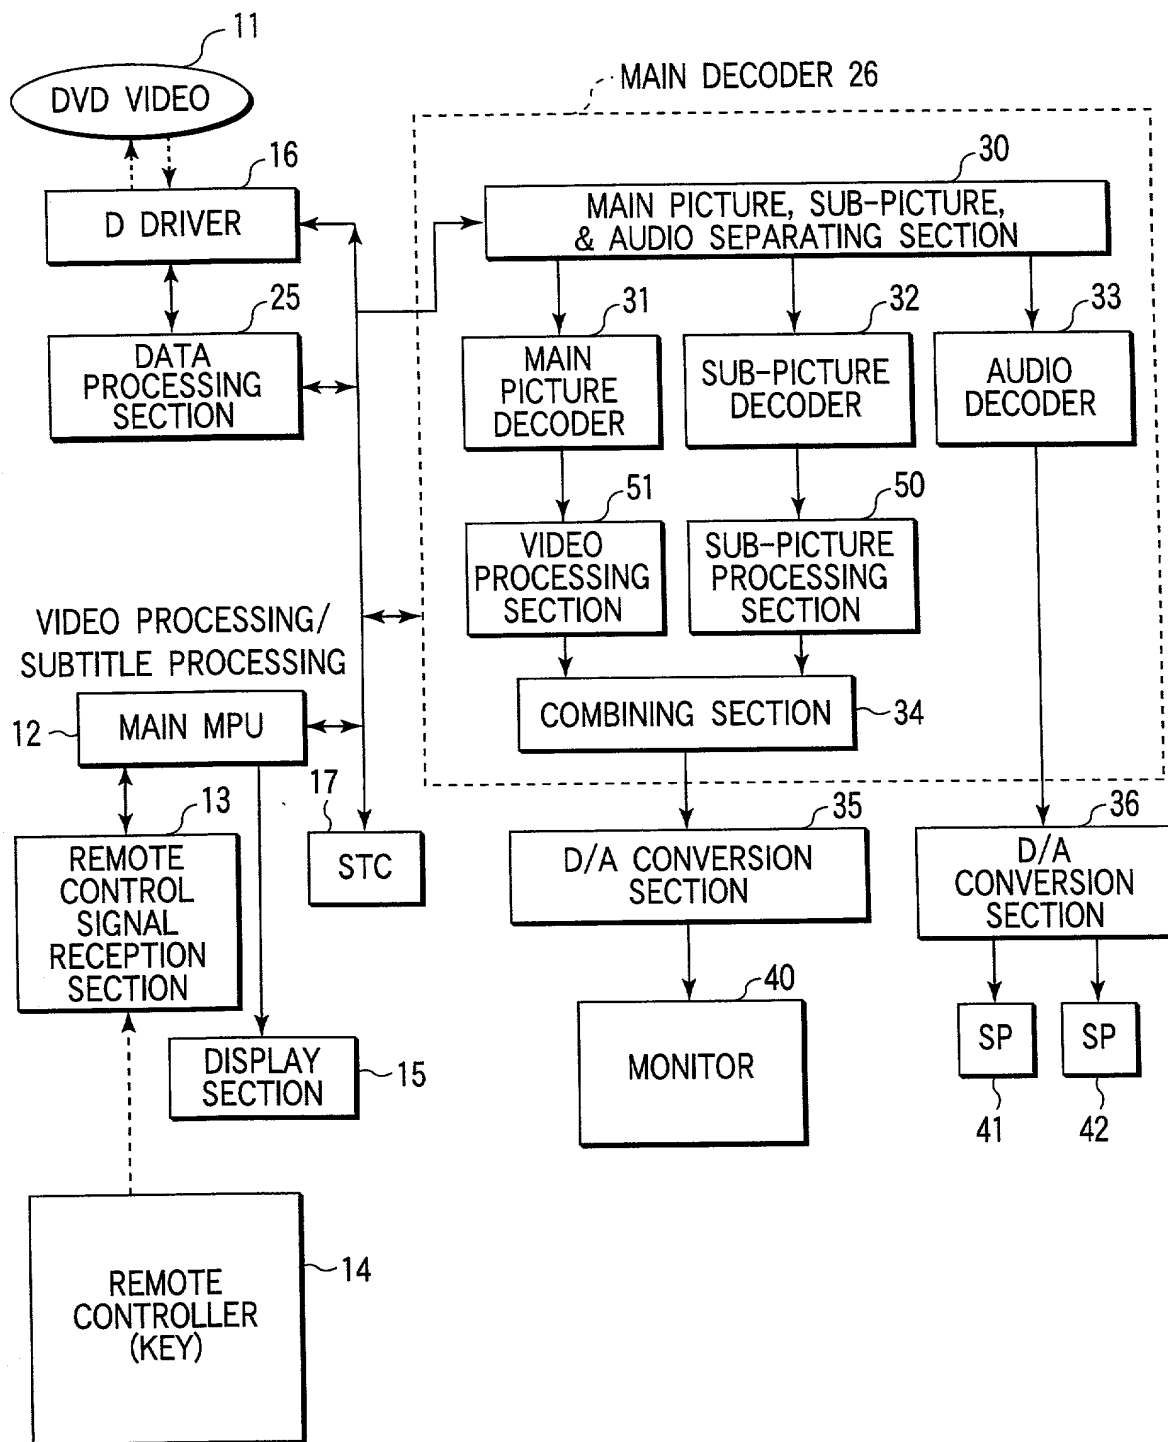 11
DVD VIDEO
MAIN DECODER 26
16
D DRIVER
30
MAIN PICTURE, SUB-PICTURE,
& AUDIO SEPARATING SECTION
25
DATA
PROCESSING
SECTION
31
MAIN
PICTURE
DECODER
32
SUB-PICTURE
DECODER
33
AUDIO
DECODER
51
VIDEO
PROCESSING
SECTION
50
SUB-PICTURE
PROCESSING
SECTION
VIDEO PROCESSING/
SUBTITLE PROCESSING
12
MAIN MPU
COMBINING SECTION
34
13
REMOTE
CONTROL
SIGNAL
RECEPTION
SECTION
17
STC
35
D/A CONVERSION
SECTION
36
D/A
CONVERSION
SECTION
DISPLAY
SECTION
15
40
MONITOR
SP
41
SP
42
REMOTE
CONTROLLER
(KEY)
14